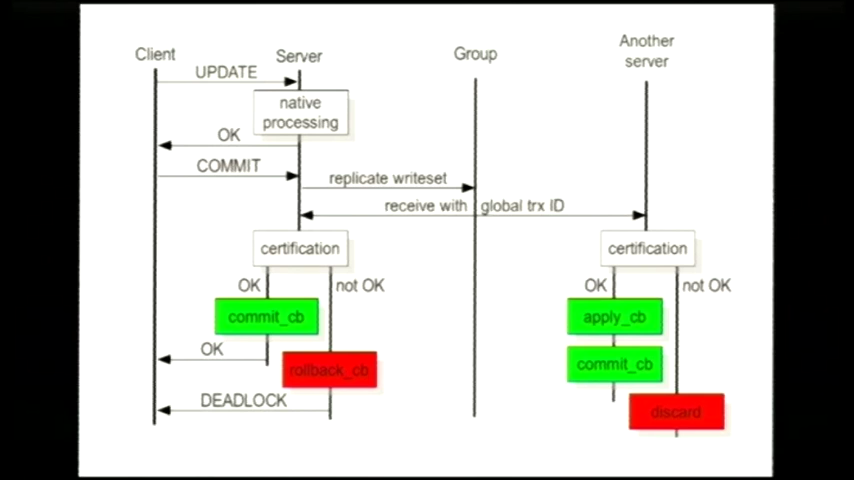 Client
Server
Group
Another
server
UPDATE
native
processing
OK
COMMIT
replicate writeset
receive with global trx ID
certification
certification
OK
not OK
OK
not OK
commit_cb
apply_cb
OK
rollback_cb
commit_cb
DEADLOCK
discard